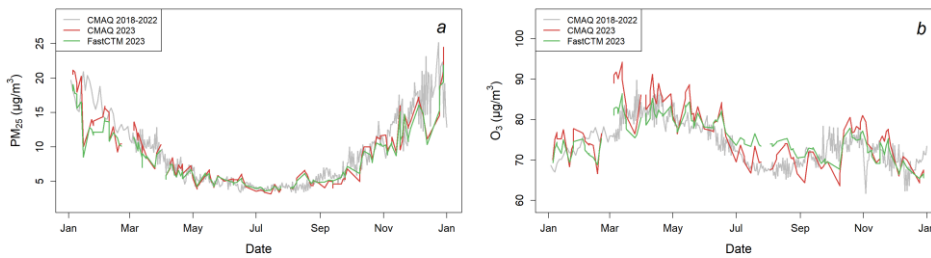 CMAQ 2018-2022
CMAQ 2023
FastCTM 2023
a
25
20
15
10
5
PM25 (μg/m³)
Jan Mar May Jul Sep Nov Jan
Date
CMAQ 2018-2022
CMAQ 2023
FastCTM 2023
b
100
90
80
70
60
O3 (μg/m³)
Jan Mar May Jul Sep Nov Jan
Date